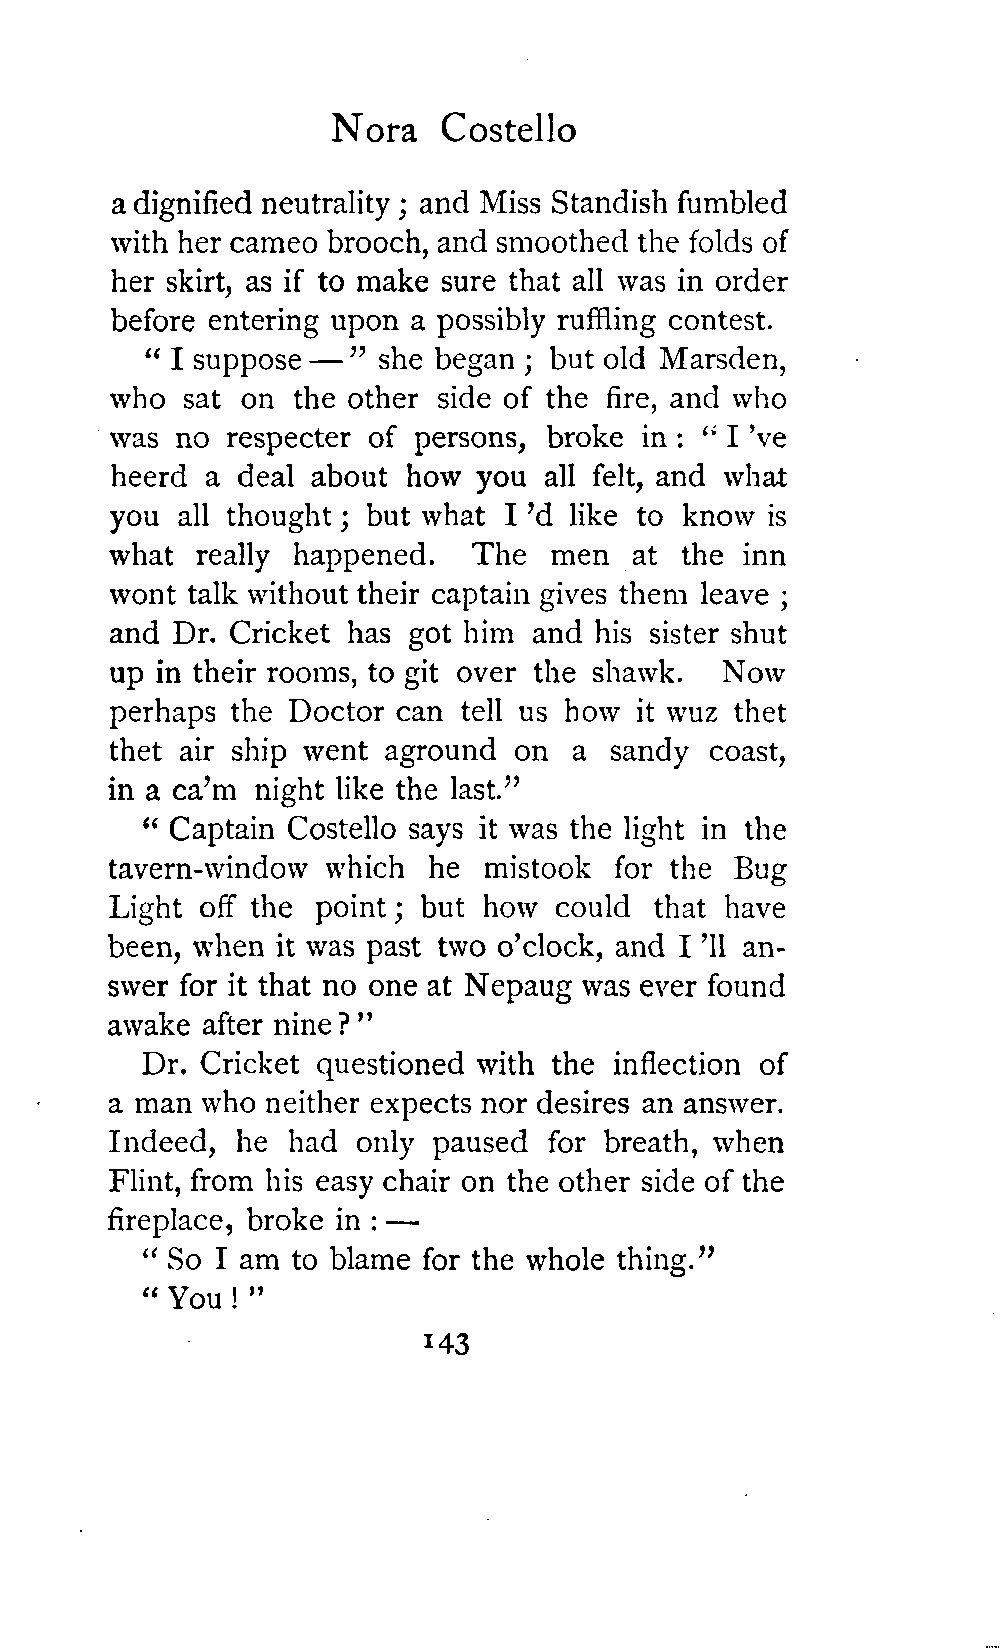 Nora Costello
a dignified neutrality ; and Miss Standish fumbled
with her cameo brooch, and smoothed the folds of
her skirt, as if to make sure that all was in order
before entering upon a possibly ruffling contest.
“ I suppose — ” she began ; but old Marsden,
who sat on the other side of the fire, and who
was no respecter of persons, broke in : “ I 've
heerd a deal about how you all felt, and what
you all thought ; but what I 'd like to know is
what really happened. The men at the inn
wont talk without their captain gives them leave ;
and Dr. Cricket has got him and his sister shut
up in their rooms, to git over the shawk. Now
perhaps the Doctor can tell us how it wuz thet
thet air ship went aground on a sandy coast,
in a ca'm night like the last.”
“ Captain Costello says it was the light in the
tavern-window which he mistook for the Bug
Light off the point ; but how could that have
been, when it was past two o'clock, and I 'll an-
swer for it that no one at Nepaug was ever found
awake after nine ? ”
Dr. Cricket questioned with the inflection of
a man who neither expects nor desires an answer.
Indeed, he had only paused for breath, when
Flint, from his easy chair on the other side of the
fireplace, broke in : —
“ So I am to blame for the whole thing.”
“ You ! ”
143